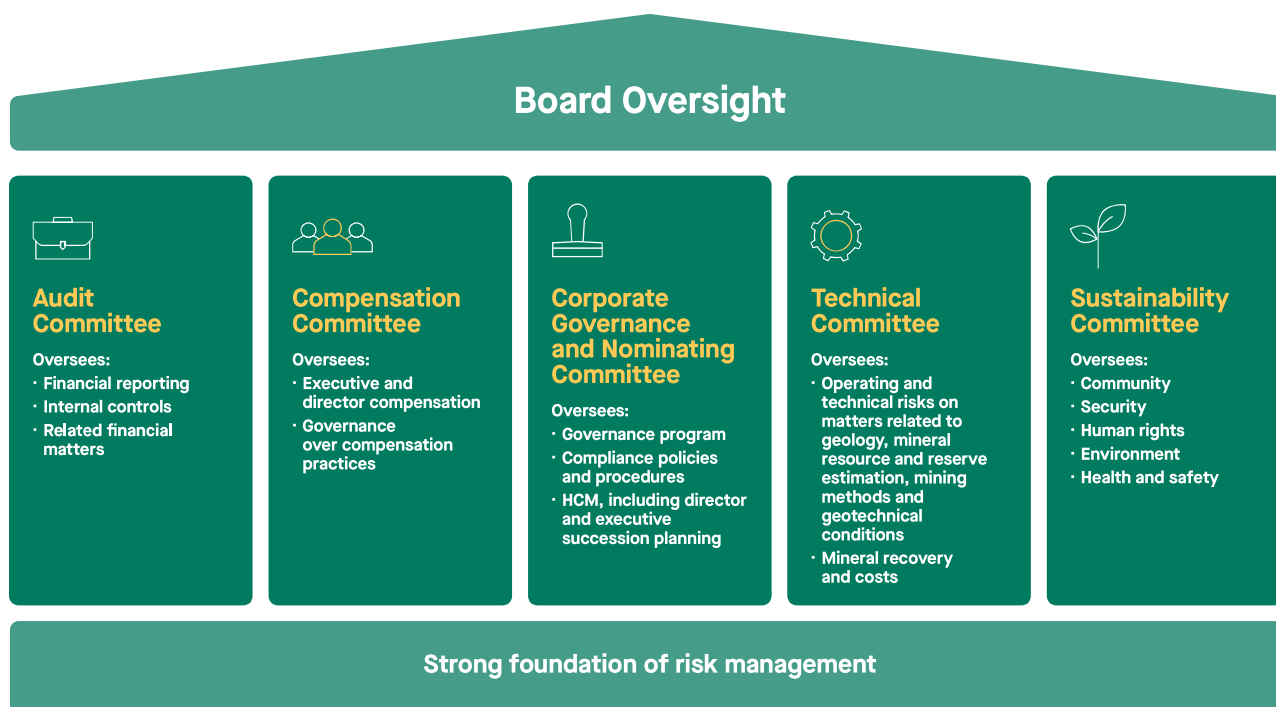 Board Oversight
Audit
Committee
Oversees:
· Financial reporting
· Internal controls
· Related financial
matters
Compensation
Committee
Oversees:
· Executive and
director compensation
· Governance
over compensation
practices
Corporate
Governance
and Nominating
Committee
Oversees:
· Governance program
· Compliance policies
and procedures
· HCM, including director
and executive
succession planning
Technical
Committee
Oversees:
· Operating and
technical risks on
matters related to
geology, mineral
resource and reserve
estimation, mining
methods and
geotechnical
conditions
· Mineral recovery
and costs
Sustainability
Committee
Oversees:
· Community
· Security
· Human rights
· Environment
· Health and safety
Strong foundation of risk management